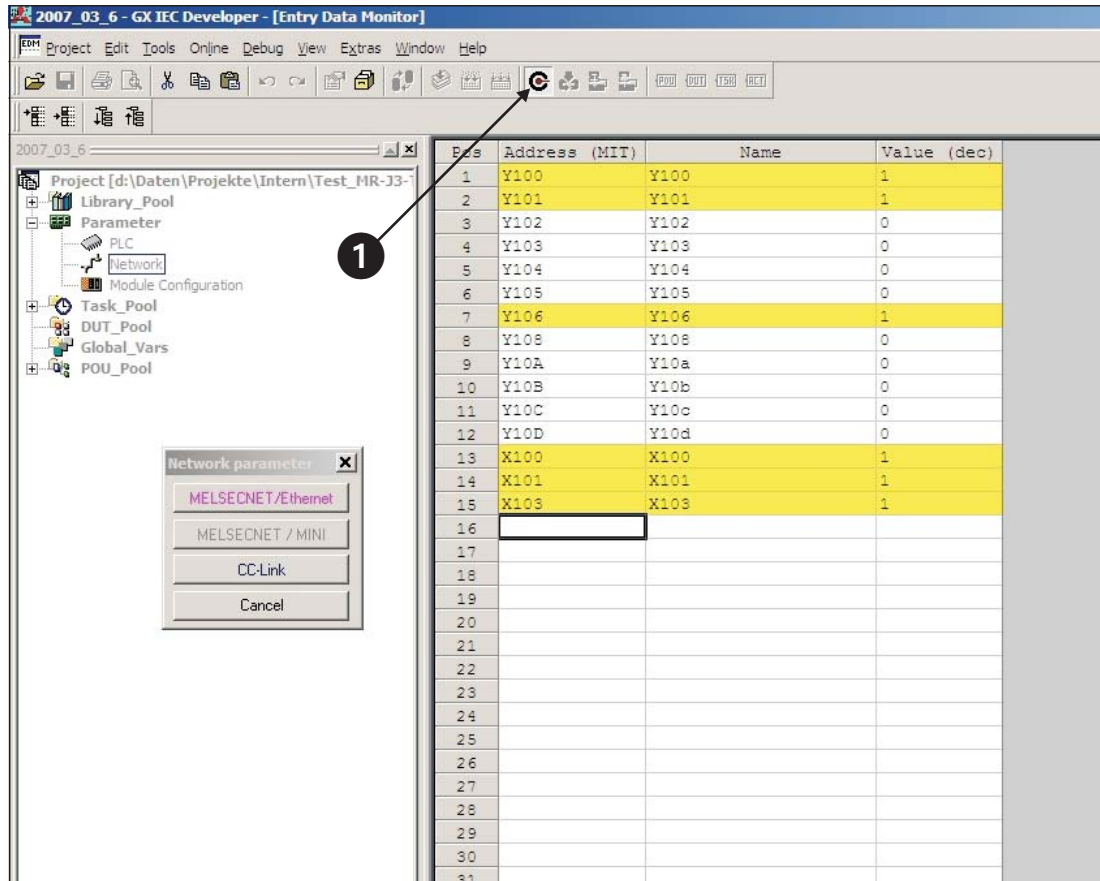 2007_03_6 - GX IEC Developer - [Entry Data Monitor]
EDM Project Edit Tools Online Debug View Extras Window Help
POU DUT TSK ACT
2007_03_6
Project [d:\Daten\Projekte\Intern\Test_MR-J3-
Library_Pool
Parameter
PLC
Network
Module Configuration
Task_Pool
DUT_Pool
Global_Vars
POU_Pool
1
Network parameter
MELSECNET/Ethernet
MELSECNET / MINI
CC-Link
Cancel
Pos Address (MIT) Name Value (dec)
1 Y100 Y100 1
2 Y101 Y101 1
3 Y102 Y102 0
4 Y103 Y103 0
5 Y104 Y104 0
6 Y105 Y105 0
7 Y106 Y106 1
8 Y108 Y108 0
9 Y10A Y10a 0
10 Y10B Y10b 0
11 Y10C Y10c 0
12 Y10D Y10d 0
13 X100 X100 1
14 X101 X101 1
15 X103 X103 1
16
17
18
19
20
21
22
23
24
25
26
27
28
29
30
31